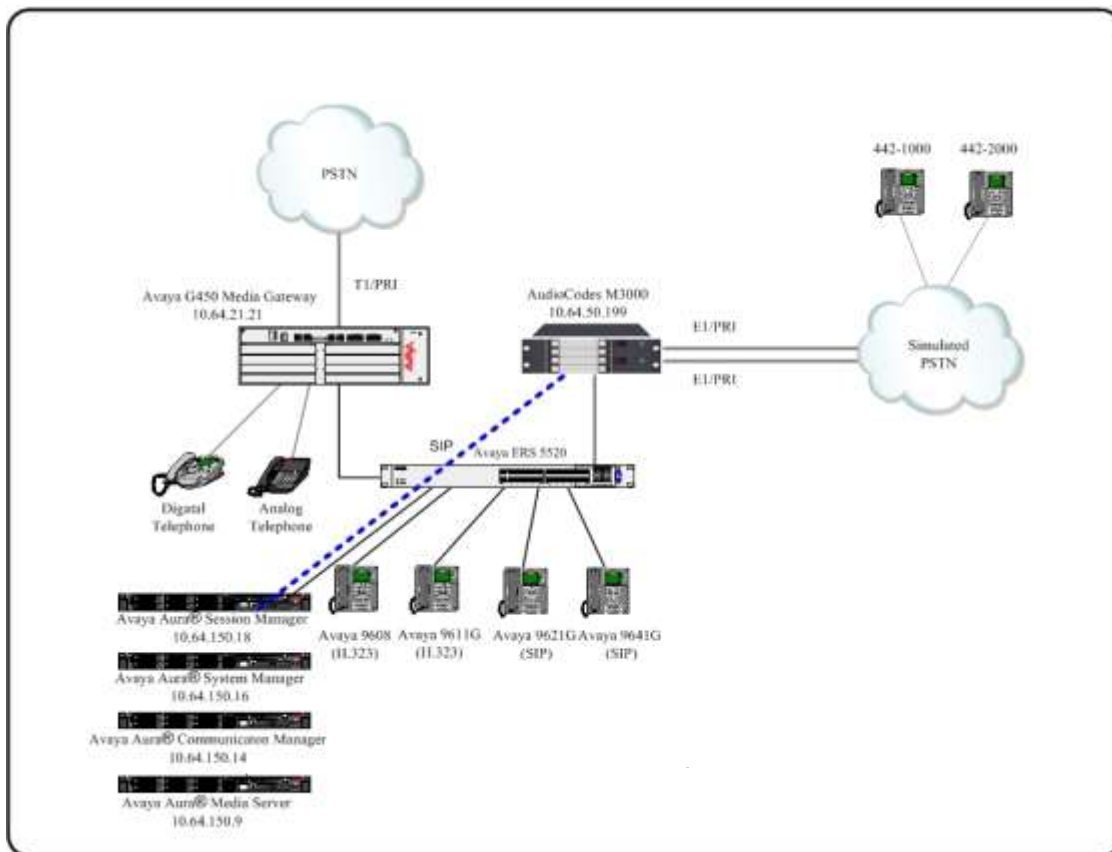 PSTN
442-1000
442-2000
T1/PRI
Avaya G450 Media Gateway
10.64.21.21
AudioCodes M3000
10.64.50.199
E1/PRI
E1/PRI
Simulated
PSTN
SIP
Avaya ERS 5520
Digatal
Telephone
Analog
Telephone
Avaya Aura® Session Manager
10.64.150.18
Avaya 9608
(H.323)
Avaya 9611G
(H.323)
Avaya 9621G
(SIP)
Avaya 9641G
(SIP)
Avaya Aura® System Manager
10.64.150.16
Avaya Aura® Communicaton Manager
10.64.150.14
Avaya Aura® Media Server
10.64.150.9